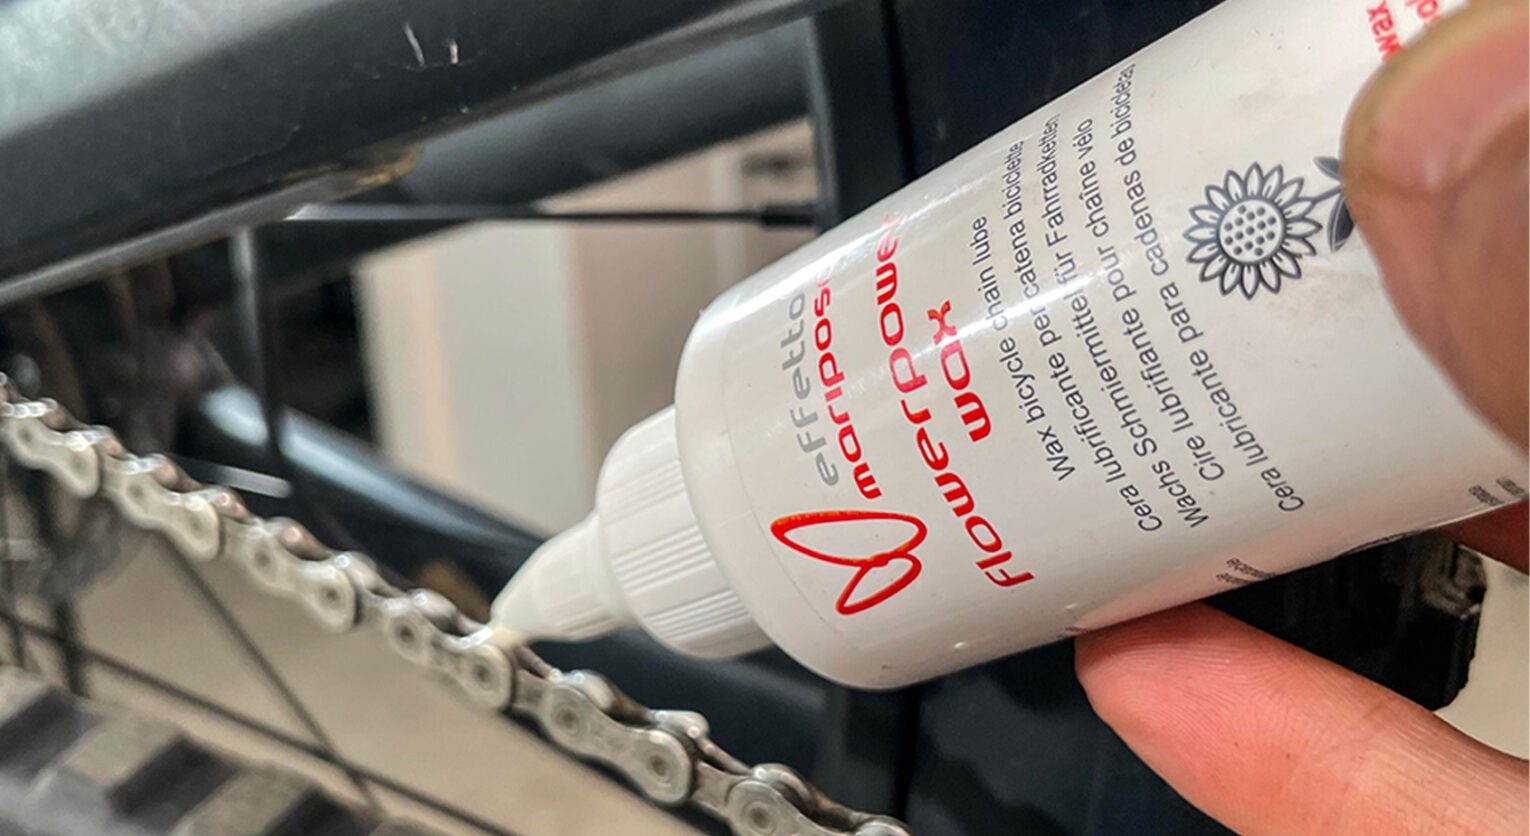 effetto
mariposa
flowerpower
wax
Wax bicycle chain lube
Cera lubrificante per catena biciclette
Wachs Schmiermittel für Fahrradketten
Cire lubrifiante pour chaîne vélo
Cera lubricante para cadenas de bicicletas
wax